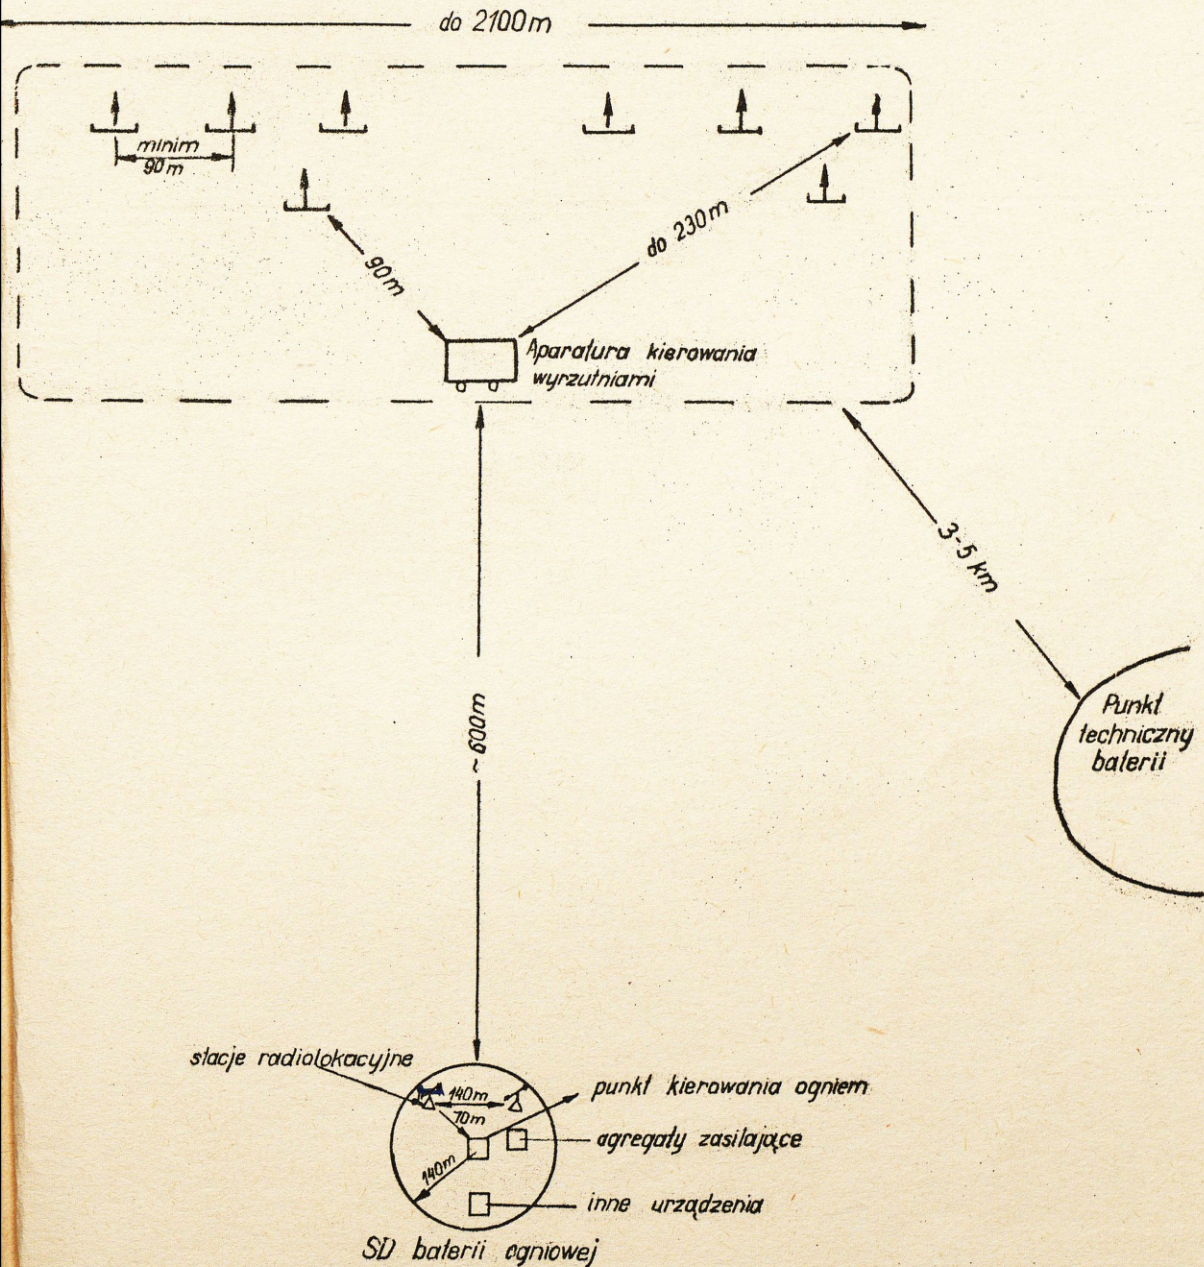 do 2100m
minim
90m
90m
do 230m
Aparatura kierowania
wyrzutniami
3-5 km
~600m
Punkt
techniczny
baterii
stacje radiolokacyjne
140m
70m
punkt kierowania ogniem
agregaty zasilające
140m
inne urządzenia
SD baterii ogniowej